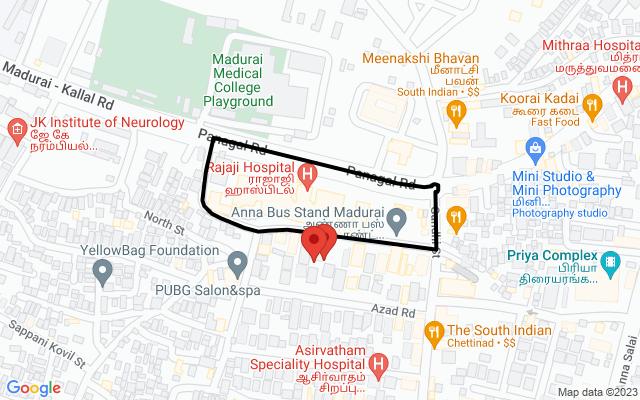 Madurai
Medical
College
Playground
Meenakshi Bhavan
மீனாட்சி
பவன்
South Indian • $$
Mithraa Hospita
மித்ர
மருத்துவமனை
Madurai - Kallal Rd
Koorai Kadai
கூரை கடை
Fast Food
JK Institute of Neurology
ஜே கே
நரம்பியல்...
Panagal Rd
Rajaji Hospital
ராஜாஜி
ஹாஸ்பிடல்
Panagal Rd
Mini Studio &
Mini Photography
மினி...
Photography studio
North St
Anna Bus Stand Madurai
அண்ணா பஸ்
YellowBag Foundation
Priya Complex
பிரியா
திரையரங்க...
PUBG Salon&spa
Azad Rd
The South Indian
Chettinad • $$
Sappani Kovil St
Asirvatham
Speciality Hospital
ஆசிர்வாதம்
சிறப்பு...
nna Salai
Google
Map data ©2023